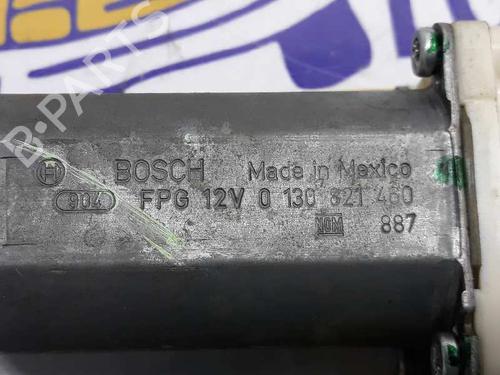 B-PARTS
BOSCH Made in Mexico
904 FPG 12V 0 130 821 460
887